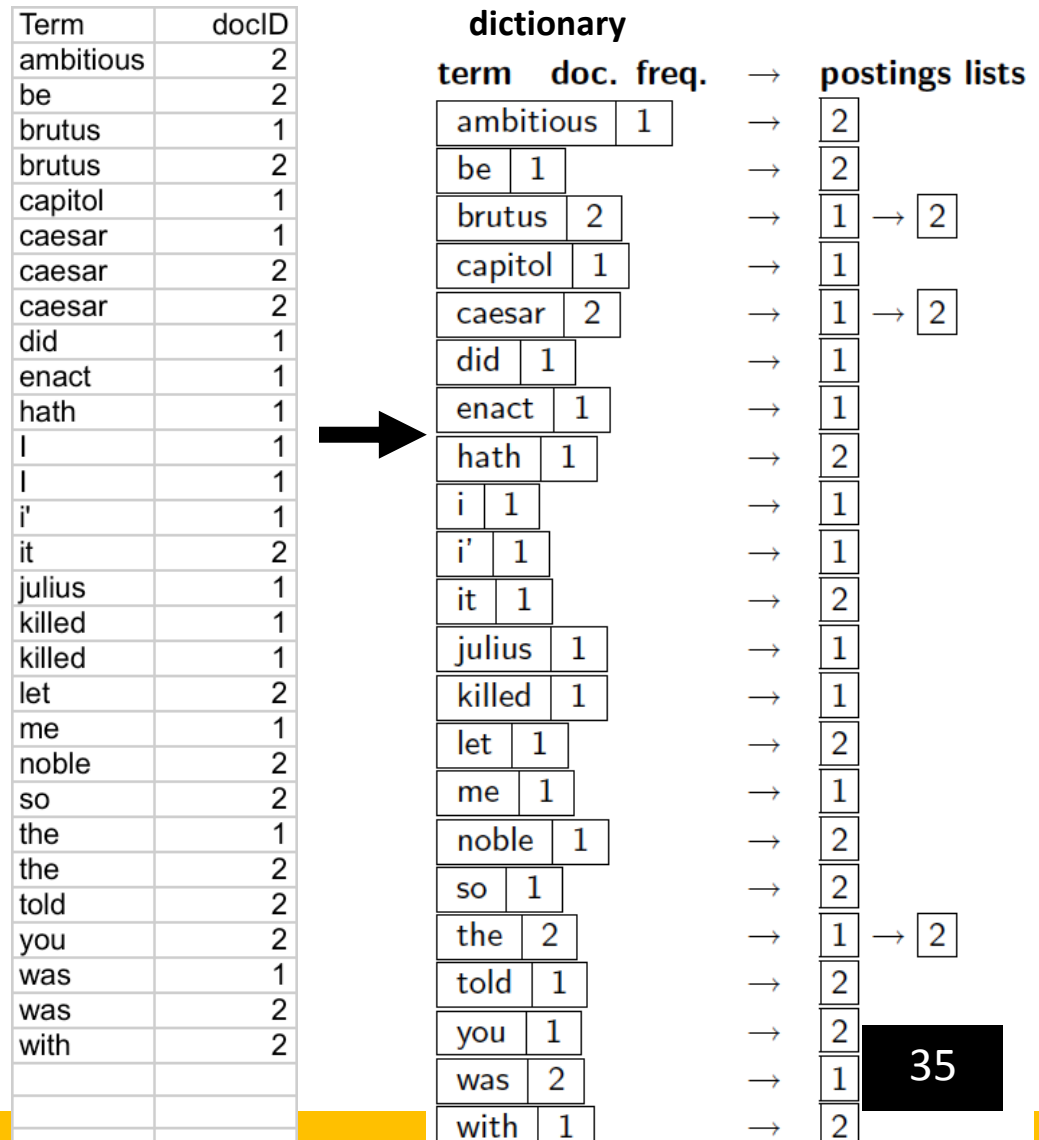 Term docID
ambitious 2
be 2
brutus 1
brutus 2
capitol 1
caesar 1
caesar 2
caesar 2
did 1
enact 1
hath 1
I 1
I 1
i' 1
it 2
julius 1
killed 1
killed 1
let 2
me 1
noble 2
so 2
the 1
the 2
told 2
you 2
was 1
was 2
with 2
dictionary
term doc. freq. → postings lists
ambitious 1 → 2
be 1 → 2
brutus 2 → 1 → 2
capitol 1 → 1
caesar 2 → 1 → 2
did 1 → 1
enact 1 → 1
hath 1 → 2
i 1 → 1
i’ 1 → 1
it 1 → 2
julius 1 → 1
killed 1 → 1
let 1 → 2
me 1 → 1
noble 1 → 2
so 1 → 2
the 2 → 1 → 2
told 1 → 2
you 1 → 2
was 2 → 1
with 1 → 2
35